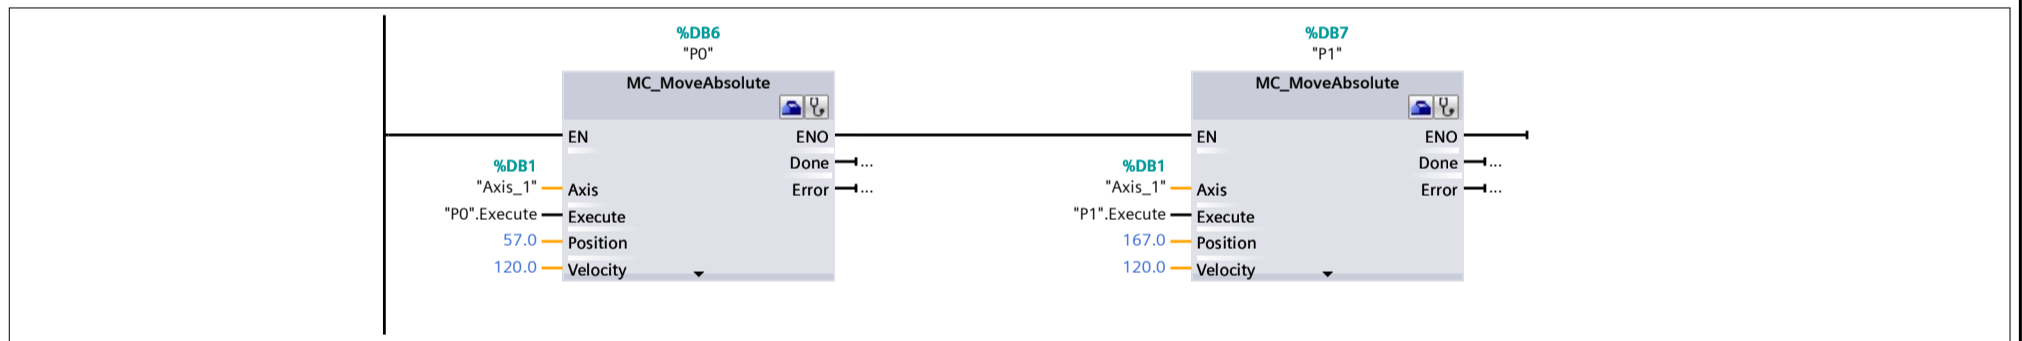 %DB6
"P0"
MC_MoveAbsolute
EN
ENO
Done
...
%DB1
"Axis_1"
Axis
Error
...
"P0".Execute
Execute
57.0
Position
120.0
Velocity
%DB7
"P1"
MC_MoveAbsolute
EN
ENO
Done
...
%DB1
"Axis_1"
Axis
Error
...
"P1".Execute
Execute
167.0
Position
120.0
Velocity